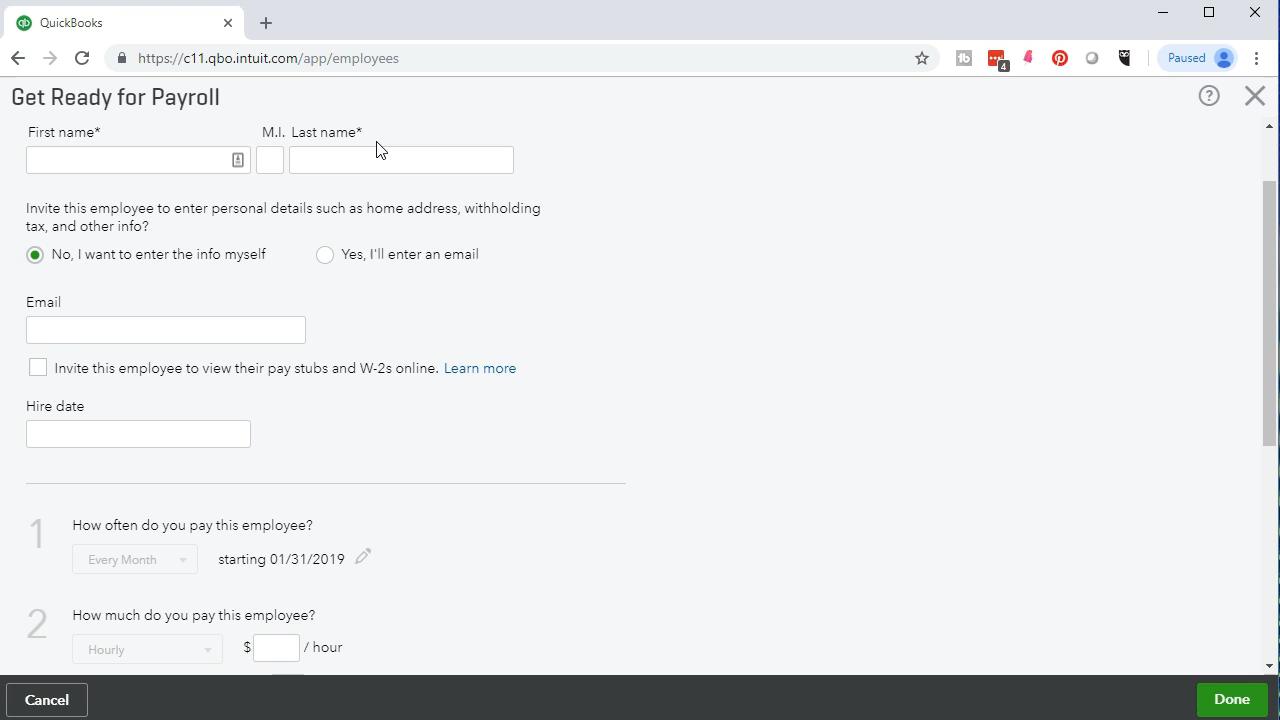 QuickBooks
https://c11.qbo.intuit.com/app/employees
4
Paused
Get Ready for Payroll
First name*
M.I.
Last name*
Invite this employee to enter personal details such as home address, withholding
tax, and other info?
No, I want to enter the info myself
Yes, I'll enter an email
Email
Invite this employee to view their pay stubs and W-2s online. Learn more
Hire date
1
How often do you pay this employee?
Every Month
starting 01/31/2019
2
How much do you pay this employee?
Hourly
$
/ hour
Cancel
Done